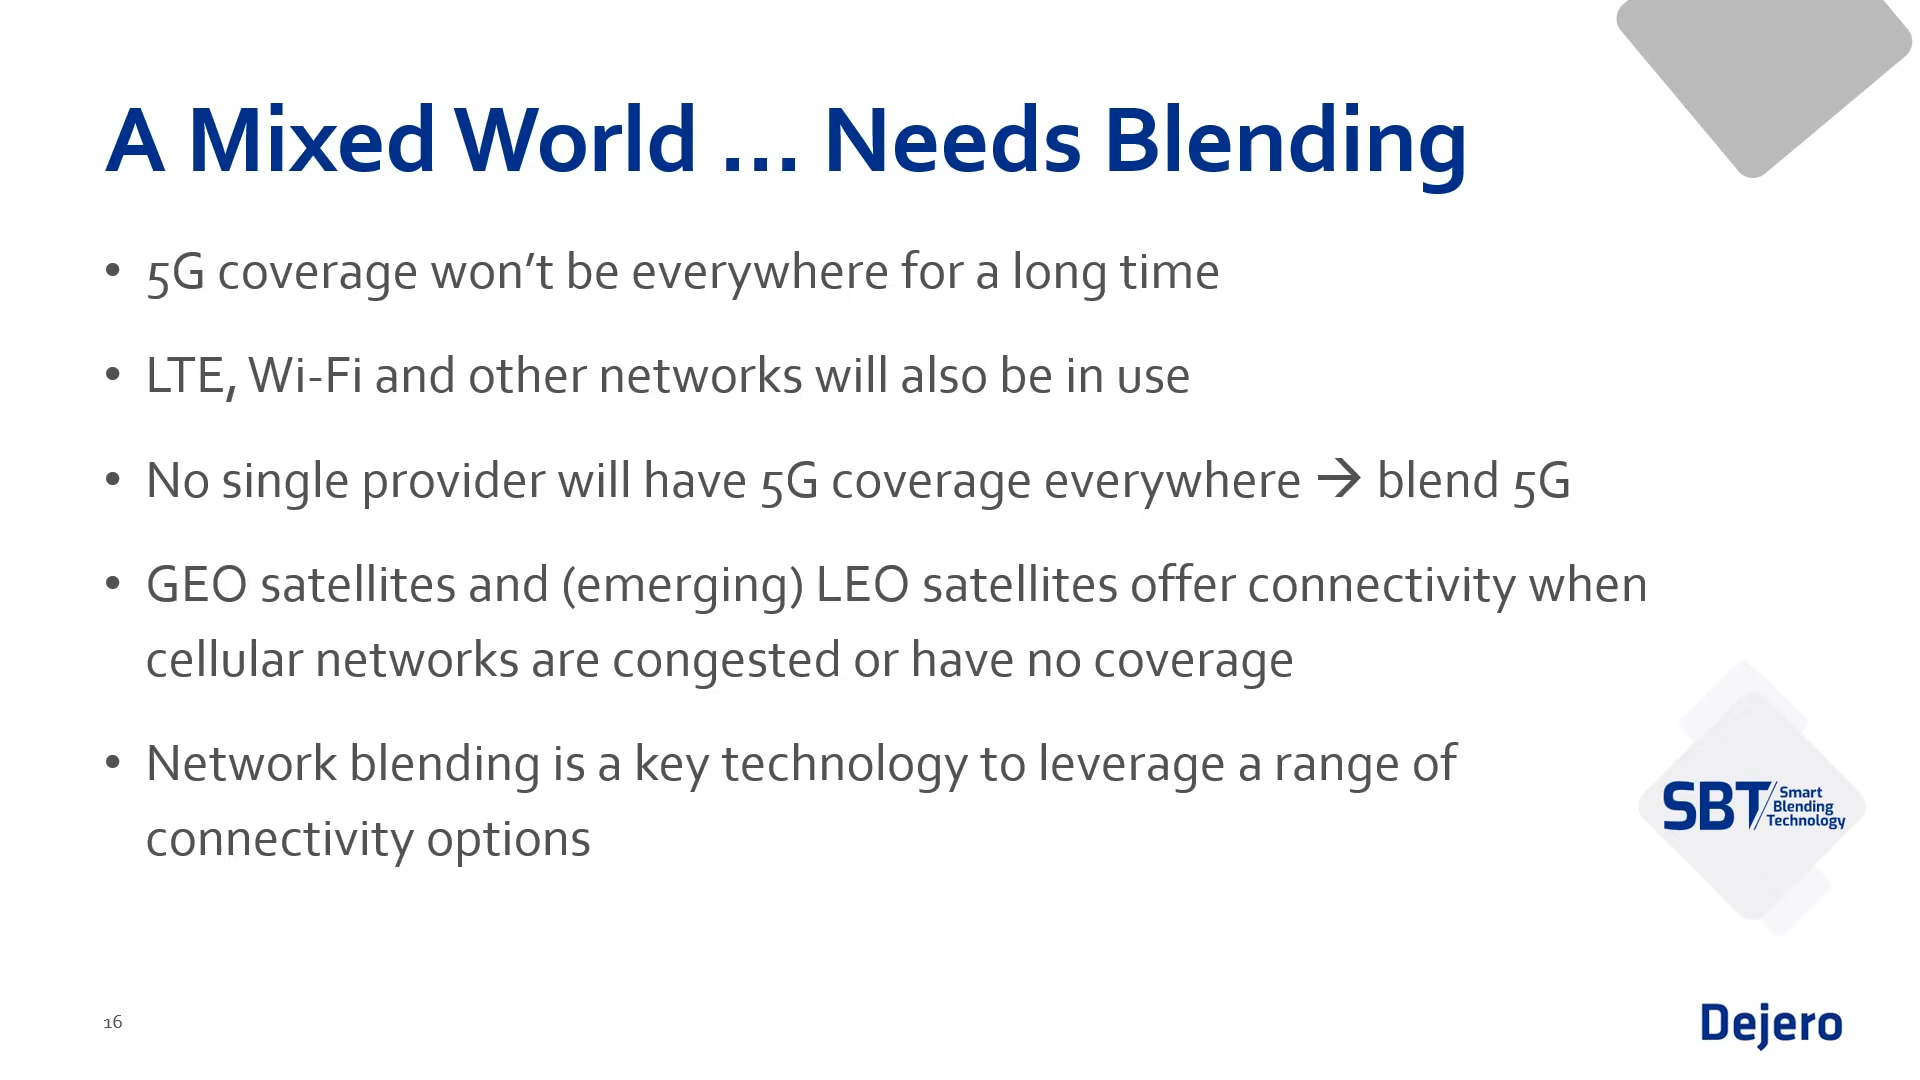 A Mixed World ... Needs Blending
• 5G coverage won’t be everywhere for a long time
• LTE, Wi-Fi and other networks will also be in use
• No single provider will have 5G coverage everywhere → blend 5G
• GEO satellites and (emerging) LEO satellites offer connectivity when
cellular networks are congested or have no coverage
• Network blending is a key technology to leverage a range of
connectivity options
SBT Smart
Blending
Technology
16
Dejero